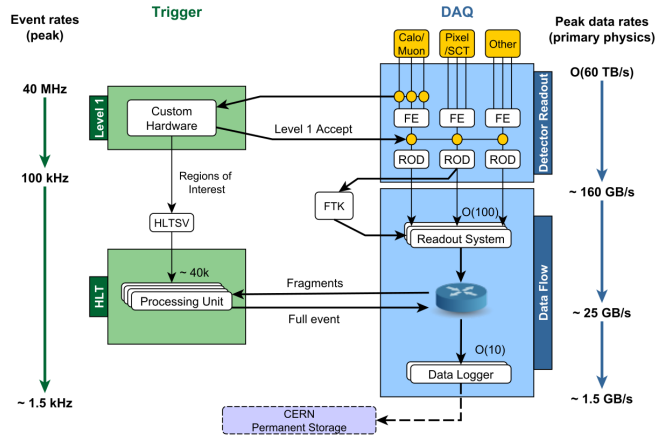 Event rates
(peak)
Trigger
DAQ
Peak data rates
(primary physics)
Calo/
Muon
Pixel
/SCT
Other
40 MHz
O(60 TB/s)
Level 1
Custom
Hardware
FE
FE
FE
Detector Readout
Level 1 Accept
ROD
ROD
ROD
100 kHz
Regions of
Interest
~ 160 GB/s
FTK
O(100)
HLTSV
Readout System
~ 40k
HLT
Processing Unit
Fragments
Full event
Data Flow
~ 25 GB/s
O(10)
Data Logger
~ 1.5 kHz
~ 1.5 GB/s
CERN
Permanent Storage